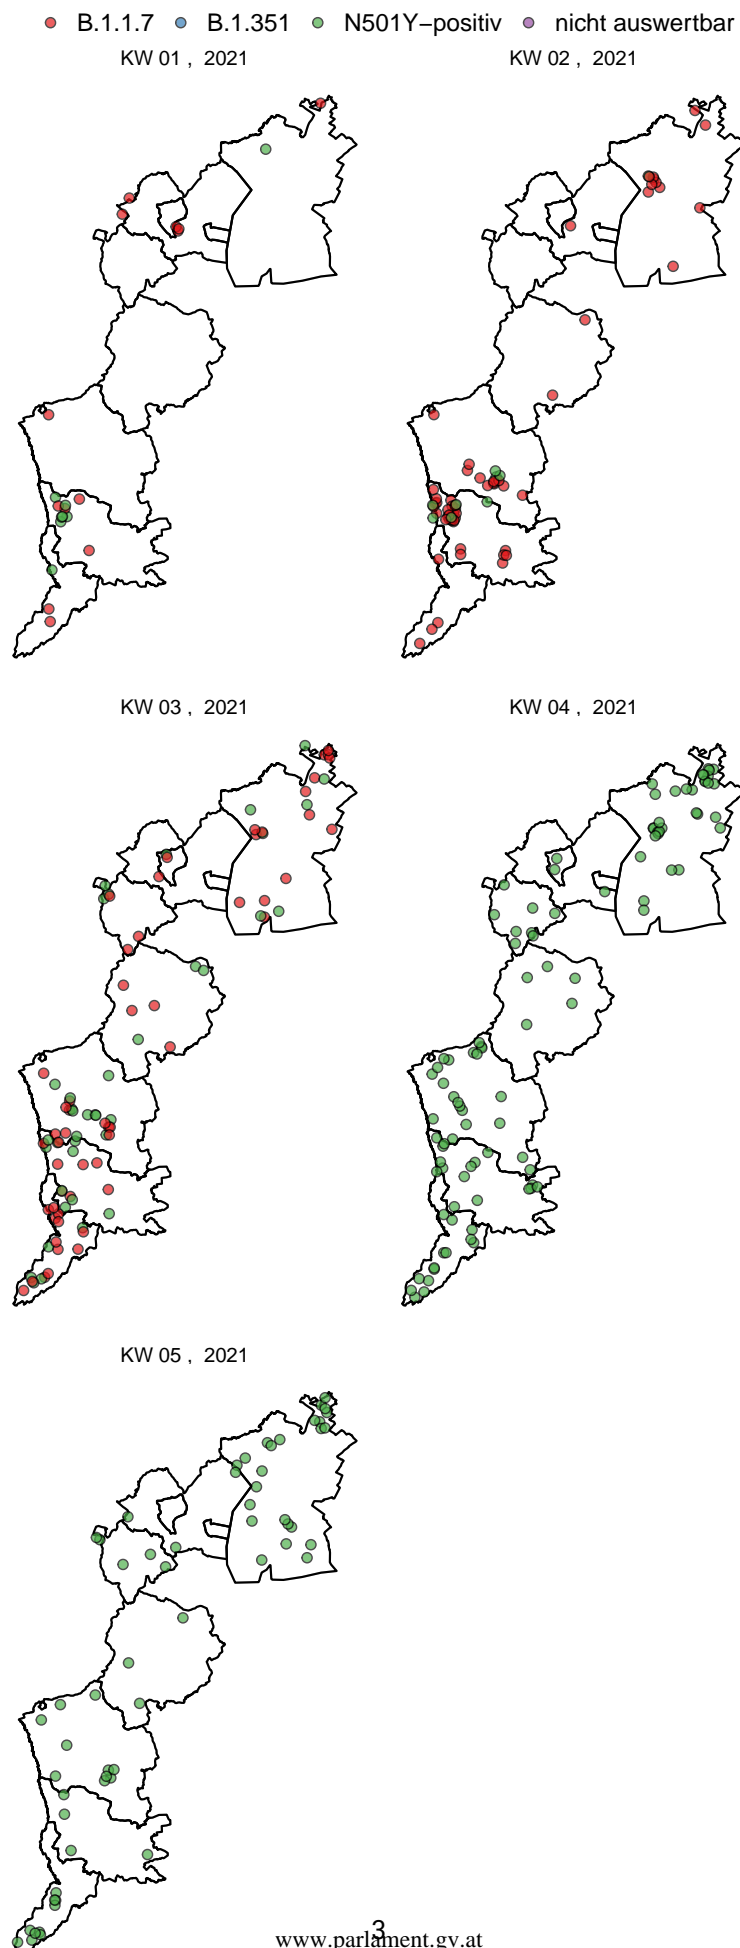 B.1.1.7 B.1.351 N501Y−positiv nicht auswertbar
KW 01 , 2021
KW 02 , 2021
KW 03 , 2021
KW 04 , 2021
KW 05 , 2021
3
www.parlament.gv.at